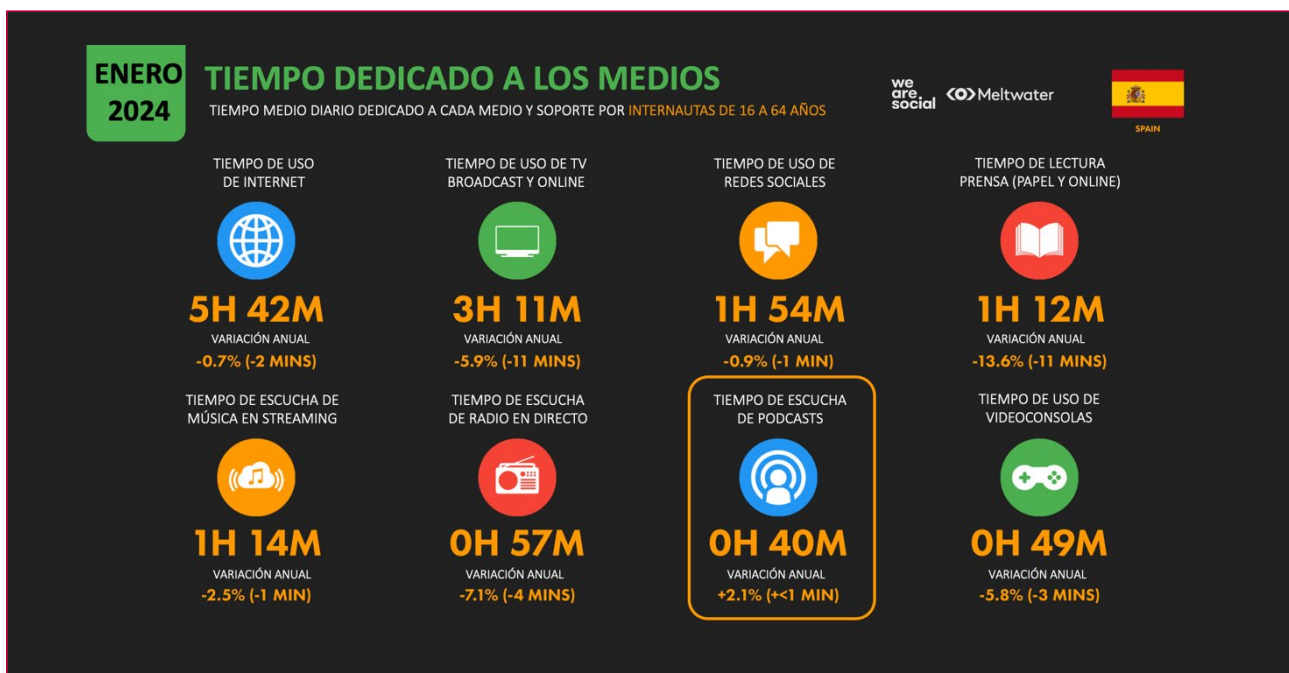 ENERO
2024
TIEMPO DEDICADO A LOS MEDIOS
TIEMPO MEDIO DIARIO DEDICADO A CADA MEDIO Y SOPORTE POR INTERNAUTAS DE 16 A 64 AÑOS
we
are.
social
Meltwater
SPAIN
TIEMPO DE USO
DE INTERNET
5H 42M
VARIACIÓN ANUAL
-0.7% (-2 MINS)
TIEMPO DE USO DE TV
BROADCAST Y ONLINE
3H 11M
VARIACIÓN ANUAL
-5.9% (-11 MINS)
TIEMPO DE USO DE
REDES SOCIALES
1H 54M
VARIACIÓN ANUAL
-0.9% (-1 MIN)
TIEMPO DE LECTURA
PRENSA (PAPEL Y ONLINE)
1H 12M
VARIACIÓN ANUAL
-13.6% (-11 MINS)
TIEMPO DE ESCUCHA DE
MÚSICA EN STREAMING
1H 14M
VARIACIÓN ANUAL
-2.5% (-1 MIN)
TIEMPO DE ESCUCHA
DE RADIO EN DIRECTO
0H 57M
VARIACIÓN ANUAL
-7.1% (-4 MINS)
TIEMPO DE ESCUCHA
DE PODCASTS
0H 40M
VARIACIÓN ANUAL
+2.1% (+<1 MIN)
TIEMPO DE USO DE
VIDEOCONSOLAS
0H 49M
VARIACIÓN ANUAL
-5.8% (-3 MINS)